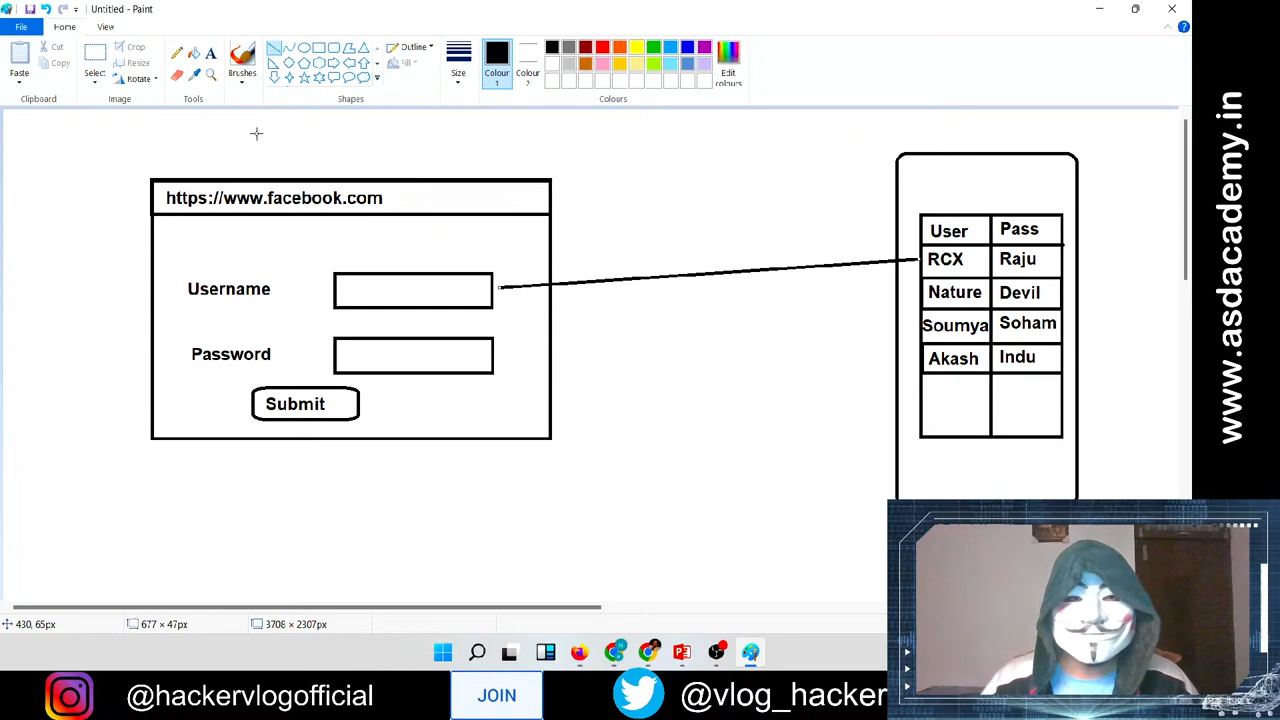 Untitled - Paint
File
Home
View
Paste
Cut
Copy
Clipboard
Select
Crop
Resize
Rotate
Image
Tools
A
Brushes
Shapes
Outline
Fill
Size
Colour
1
Colour
2
Edit
colours
Colours
https://www.facebook.com
Username
Password
Submit
User Pass
RCX Raju
Nature Devil
Soumya Soham
Akash Indu
430, 65px
677 × 47px
3708 × 2307px
@hackervlogofficial
JOIN
@vlog_hacker
www.asdacademy.in